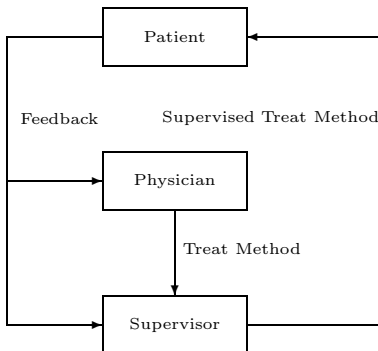 Patient
Feedback
Supervised Treat Method
Physician
Treat Method
Supervisor